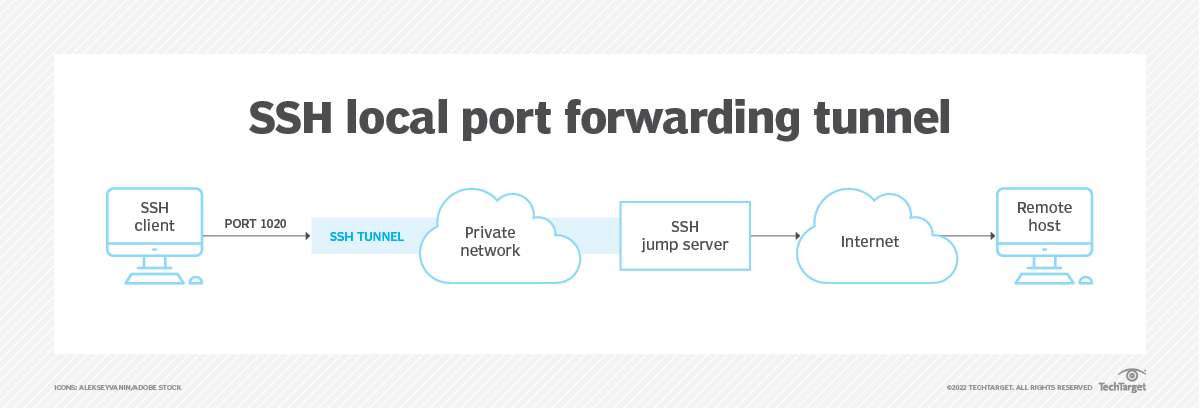 SSH local port forwarding tunnel
SSH
client
PORT 1020
SSH TUNNEL
Private
network
SSH
jump server
Internet
Remote
host
ICONS: ALEKSEYVANIN/ADOBE STOCK
©2022 TECHTARGET. ALL RIGHTS RESERVED
TechTarget